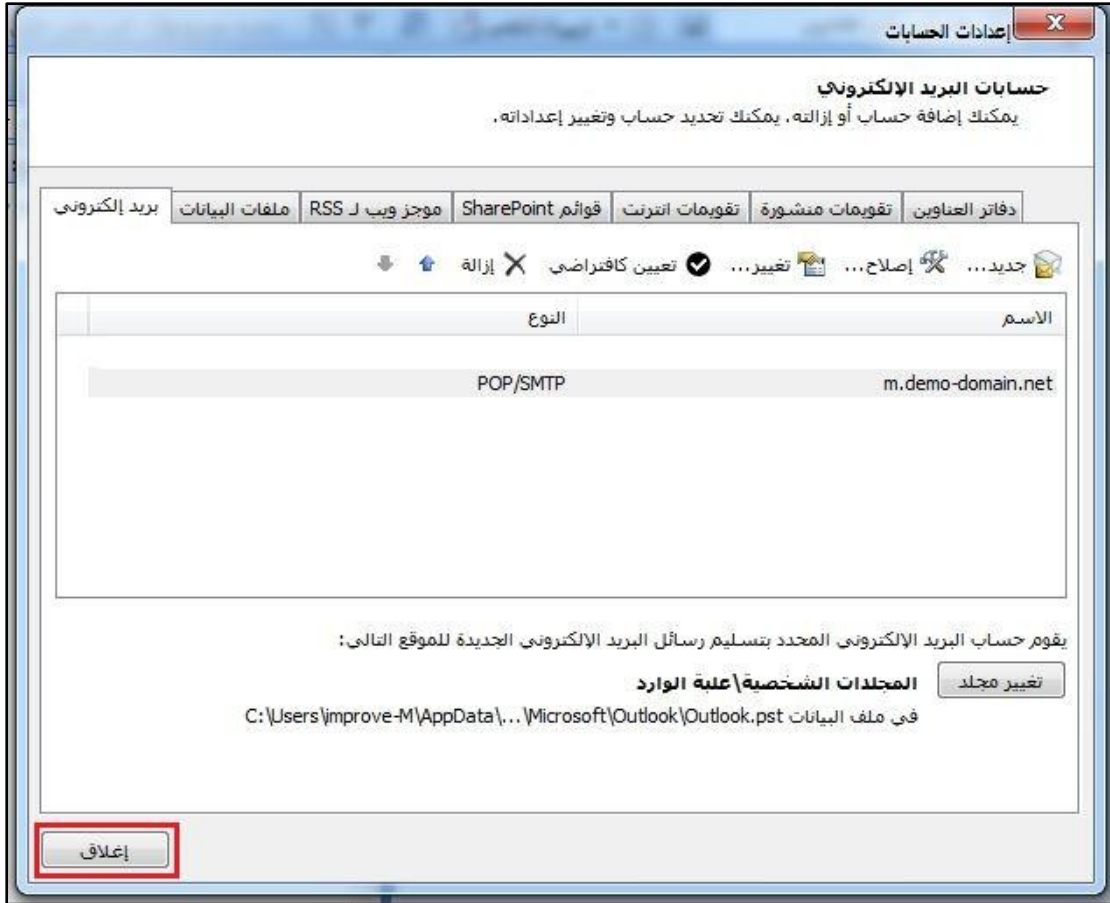 إعدادات الحسابات
حسابات البريد الإلكتروني
يمكنك إضافة حساب أو إزالته، يمكنك تحديد حساب وتغيير إعداداته.
دفاتر العناوين تقويمات منشورة تقويمات انترنت قوائم SharePoint موجز ويب لـ RSS ملفات البيانات بريد إلكتروني
جديد... إصلاح... تغيير... تعيين كافتراضي إزالة
الاسم النوع
m.demo-domain.net POP/SMTP
يقوم حساب البريد الإلكتروني المحدد بتسليم رسائل البريد الإلكتروني الجديدة للموقع التالي:
تغيير مجلد المجلدات الشخصية\علبة الوارد
في ملف البيانات C:\Users\improve-M\AppData\...\Microsoft\Outlook\Outlook.pst
إغلاق